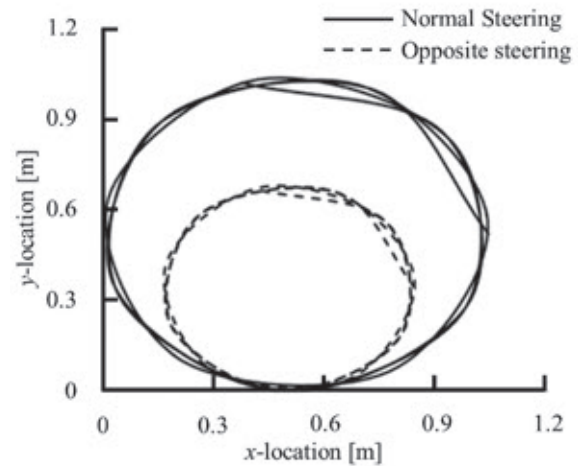 Normal Steering
Opposite steering
1.2
0.9
0.6
0.3
0
y-location [m]
0 0.3 0.6 0.9 1.2
x-location [m]